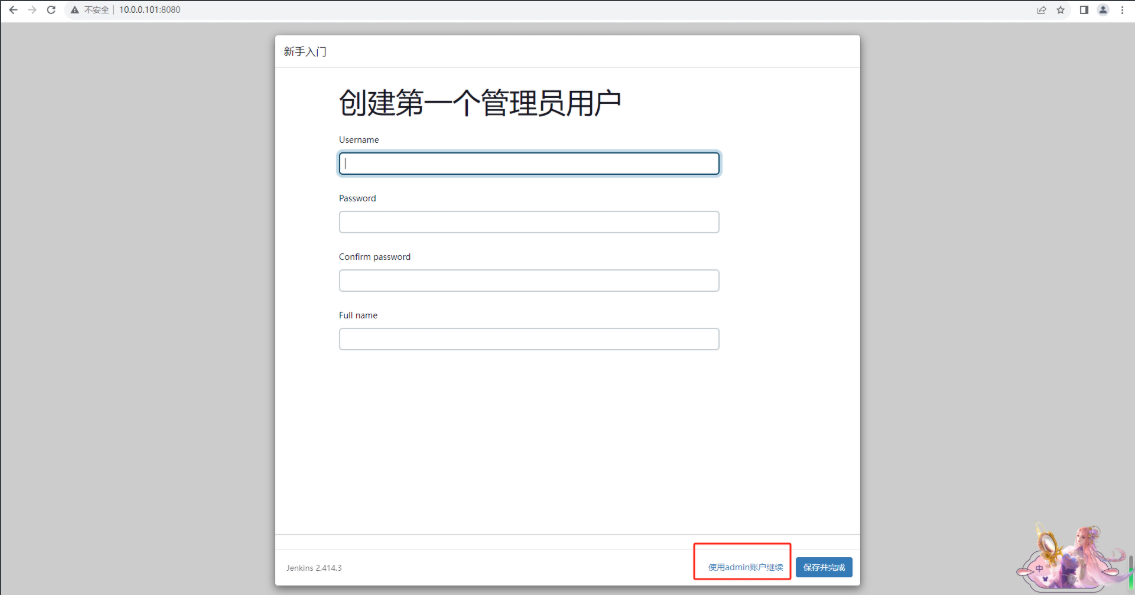 不安全 | 10.0.0.101:8080
新手入门
创建第一个管理员用户
Username
Password
Confirm password
Full name
Jenkins 2.414.3
使用admin账户继续
保存并完成
中